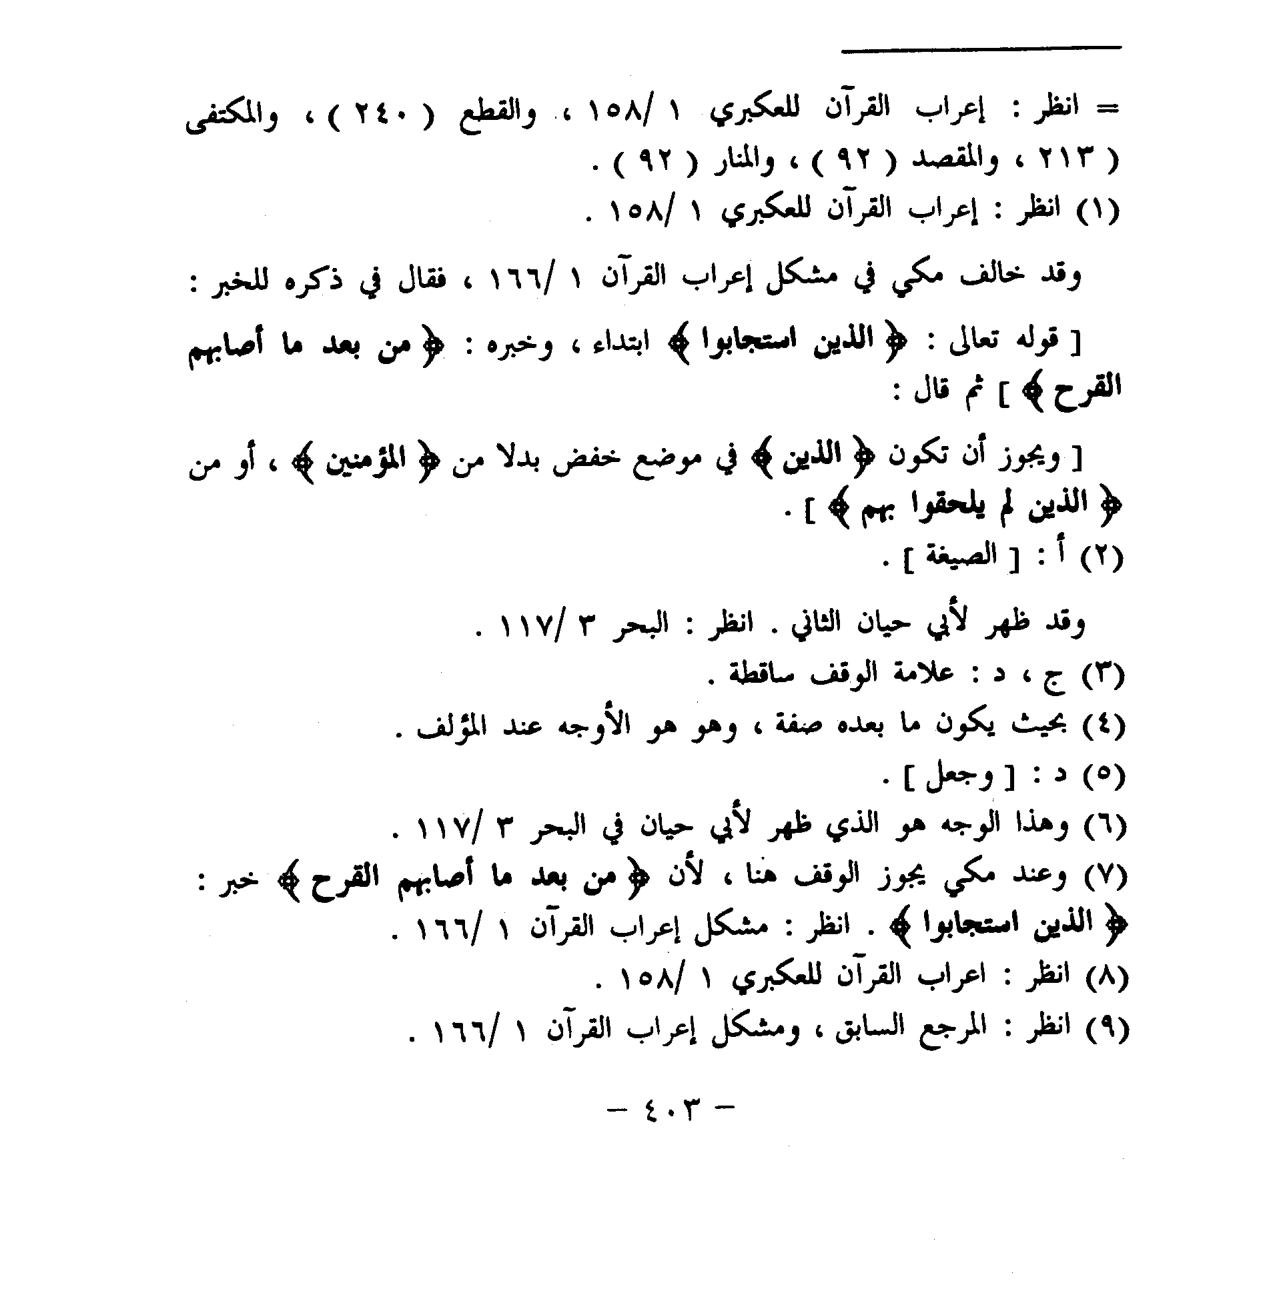 = انظر : إعراب القرآن للعكبري ١ /١٥٨ ، والقطع ( ٢٤٠ ) ، والمكتفى
( ٢١٣ ، والمقصد ( ٩٢ ) ، والمنار ( ٩٢ ) .
(١) انظر : إعراب القرآن للعكبري ١ /١٥٨ .
وقد خالف مكي في مشكل إعراب القرآن ١ /١٦٦ ، فقال في ذكره للخبر :
[ قوله تعالى : ﴿ الذين استجابوا ﴾ ابتداء ، وخبره : ﴿ من بعد ما أصابهم
القرح ﴾ ] ثم قال :
[ ويجوز أن تكون ﴿ الذين ﴾ في موضع خفض بدلا من ﴿ المؤمنين ﴾ ، أو من
﴿ الذين لم يلحقوا بهم ﴾ ] .
(٢) أ : [ الصيغة ] .
وقد ظهر لأبي حيان الثاني . انظر : البحر ٣ /١١٧ .
(٣) ج ، د : علامة الوقف ساقطة .
(٤) بحيث يكون ما بعده صفة ، وهو هو الأوجه عند المؤلف .
(٥) د : [ وجعل ] .
(٦) وهذا الوجه هو الذي ظهر لأبي حيان في البحر ٣ /١١٧ .
(٧) وعند مكي يجوز الوقف هنا ، لأن ﴿ من بعد ما أصابهم القرح ﴾ خبر :
﴿ الذين استجابوا ﴾ . انظر : مشكل إعراب القرآن ١ /١٦٦ .
(٨) انظر : اعراب القرآن للعكبري ١ /١٥٨ .
(٩) انظر : المرجع السابق ، ومشكل إعراب القرآن ١ /١٦٦ .
– ٤٠٣ –